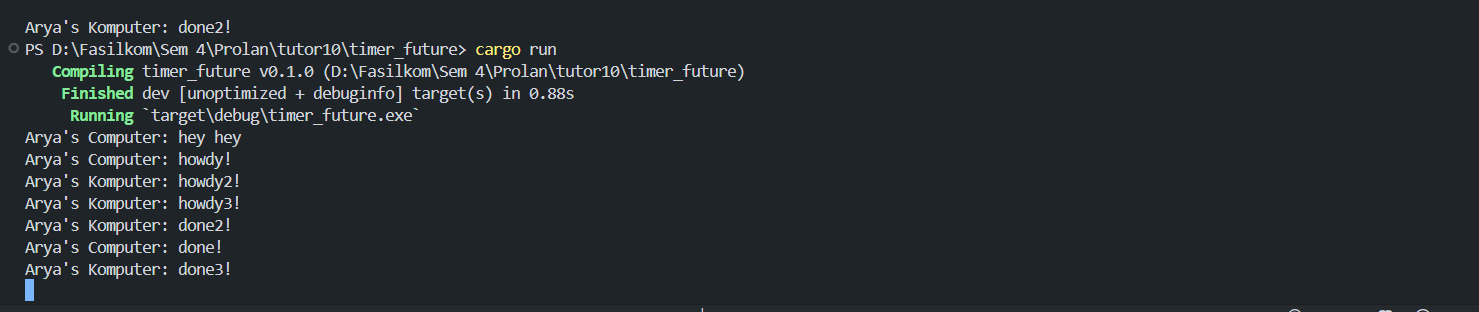 Arya's Komputer: done2!
PS D:\Fasilkom\Sem 4\Prolan\tutor10\timer_future> cargo run
Compiling timer_future v0.1.0 (D:\Fasilkom\Sem 4\Prolan\tutor10\timer_future)
Finished dev [unoptimized + debuginfo] target(s) in 0.88s
Running `target\debug\timer_future.exe`
Arya's Computer: hey hey
Arya's Computer: howdy!
Arya's Komputer: howdy2!
Arya's Komputer: howdy3!
Arya's Komputer: done2!
Arya's Computer: done!
Arya's Komputer: done3!